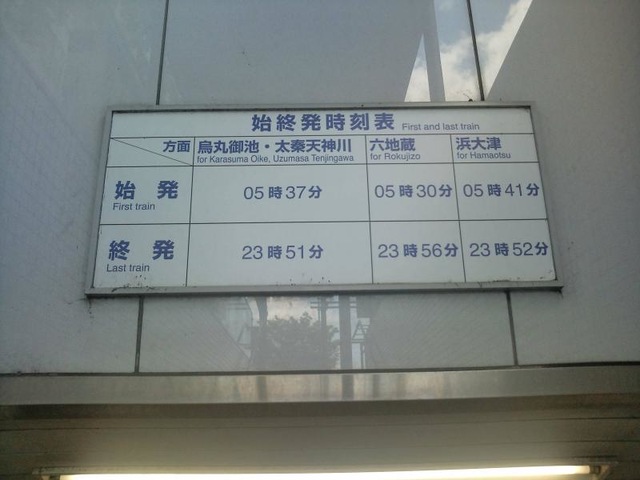 始終発時刻表 First and last train
方面 烏丸御池・太秦天神川 六地蔵 浜大津
for Karasuma Oike, Uzumasa Tenjingawa for Rokujizo for Hamaotsu
始発 05時37分 05時30分 05時41分
First train
終発 23時51分 23時56分 23時52分
Last train